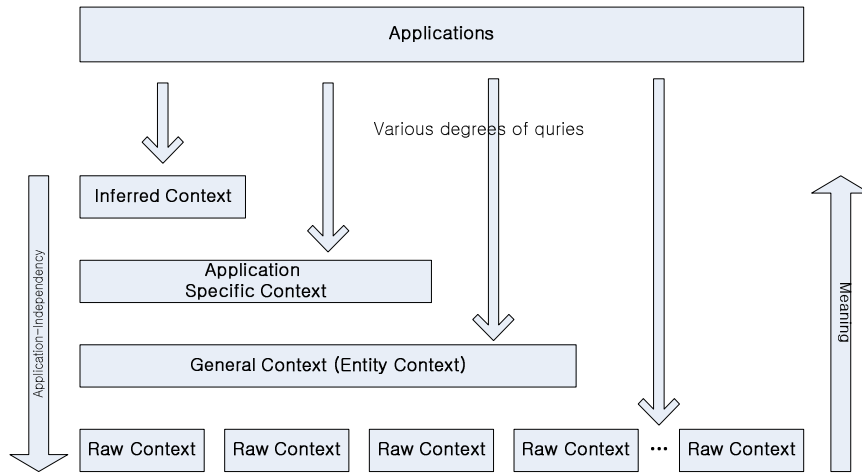 Applications
Various degrees of quries
Inferred Context
Application
Specific Context
General Context (Entity Context)
Raw Context
Raw Context
Raw Context
Raw Context
...
Raw Context
Application-Independency
Meaning